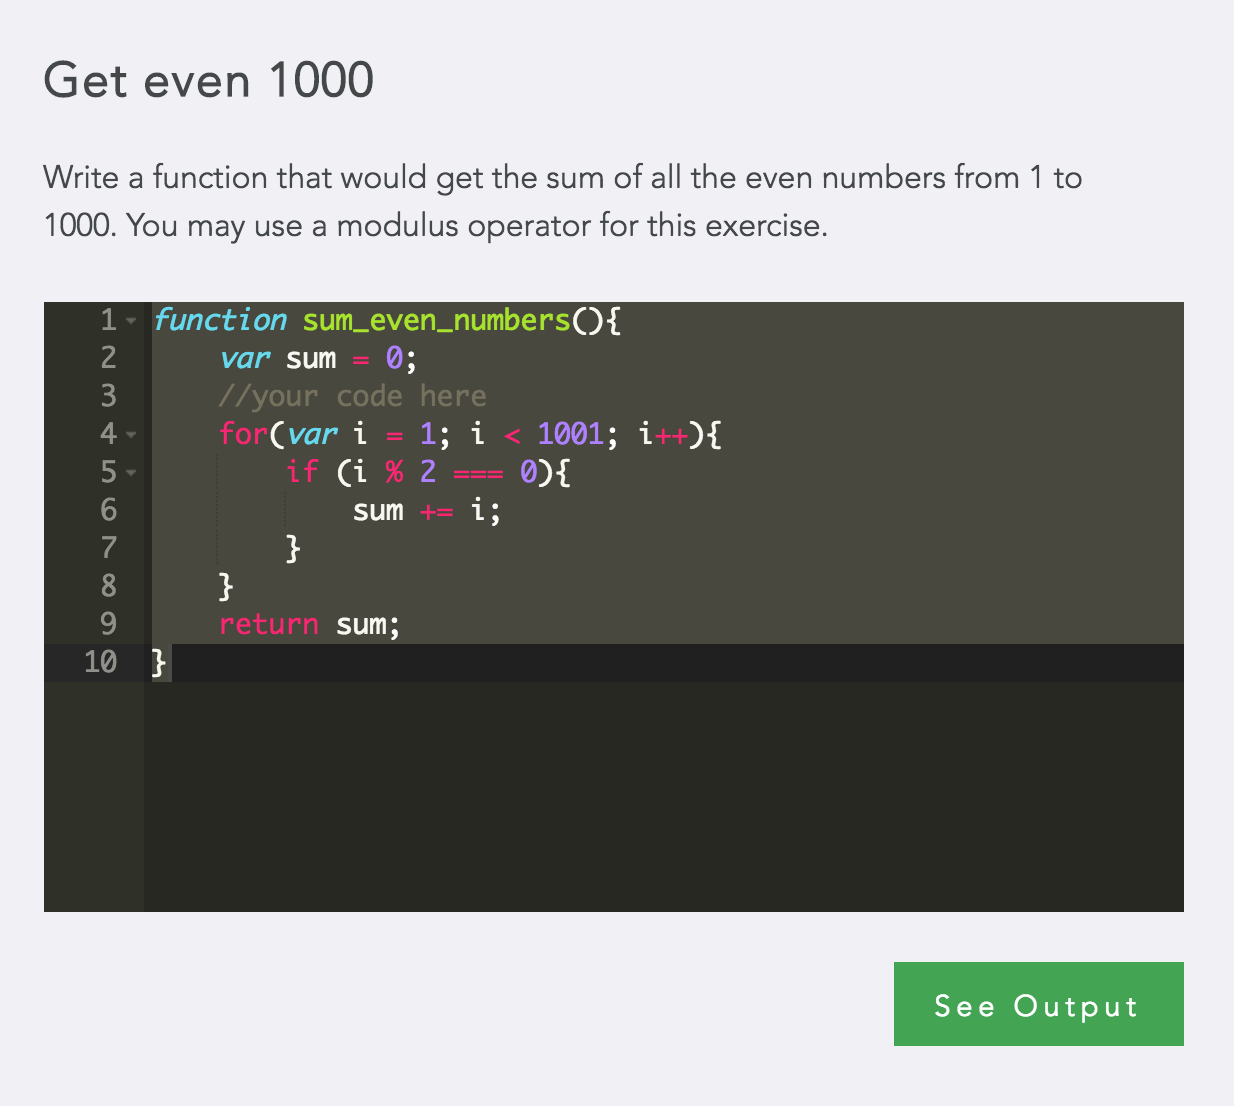 Get even 1000
Write a function that would get the sum of all the even numbers from 1 to
1000. You may use a modulus operator for this exercise.
1 function sum_even_numbers(){
2     var sum = 0;
3     //your code here
4     for(var i = 1; i < 1001; i++){
5         if (i % 2 === 0){
6             sum += i;
7         }
8     }
9     return sum;
10 }
See Output